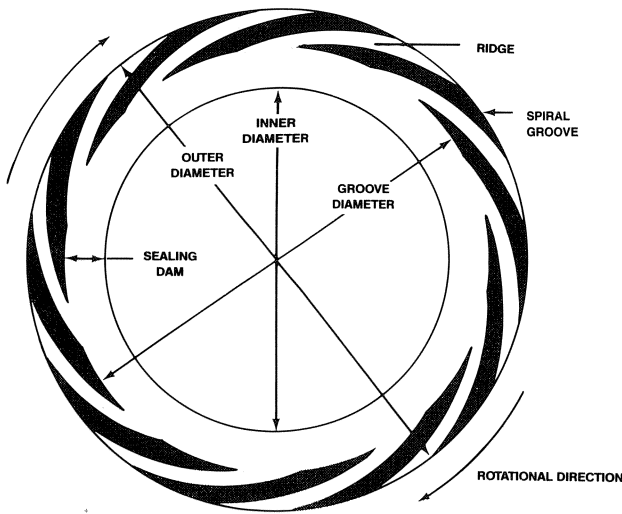 RIDGE
SPIRAL
GROOVE
INNER
DIAMETER
OUTER
DIAMETER
GROOVE
DIAMETER
SEALING
DAM
ROTATIONAL DIRECTION